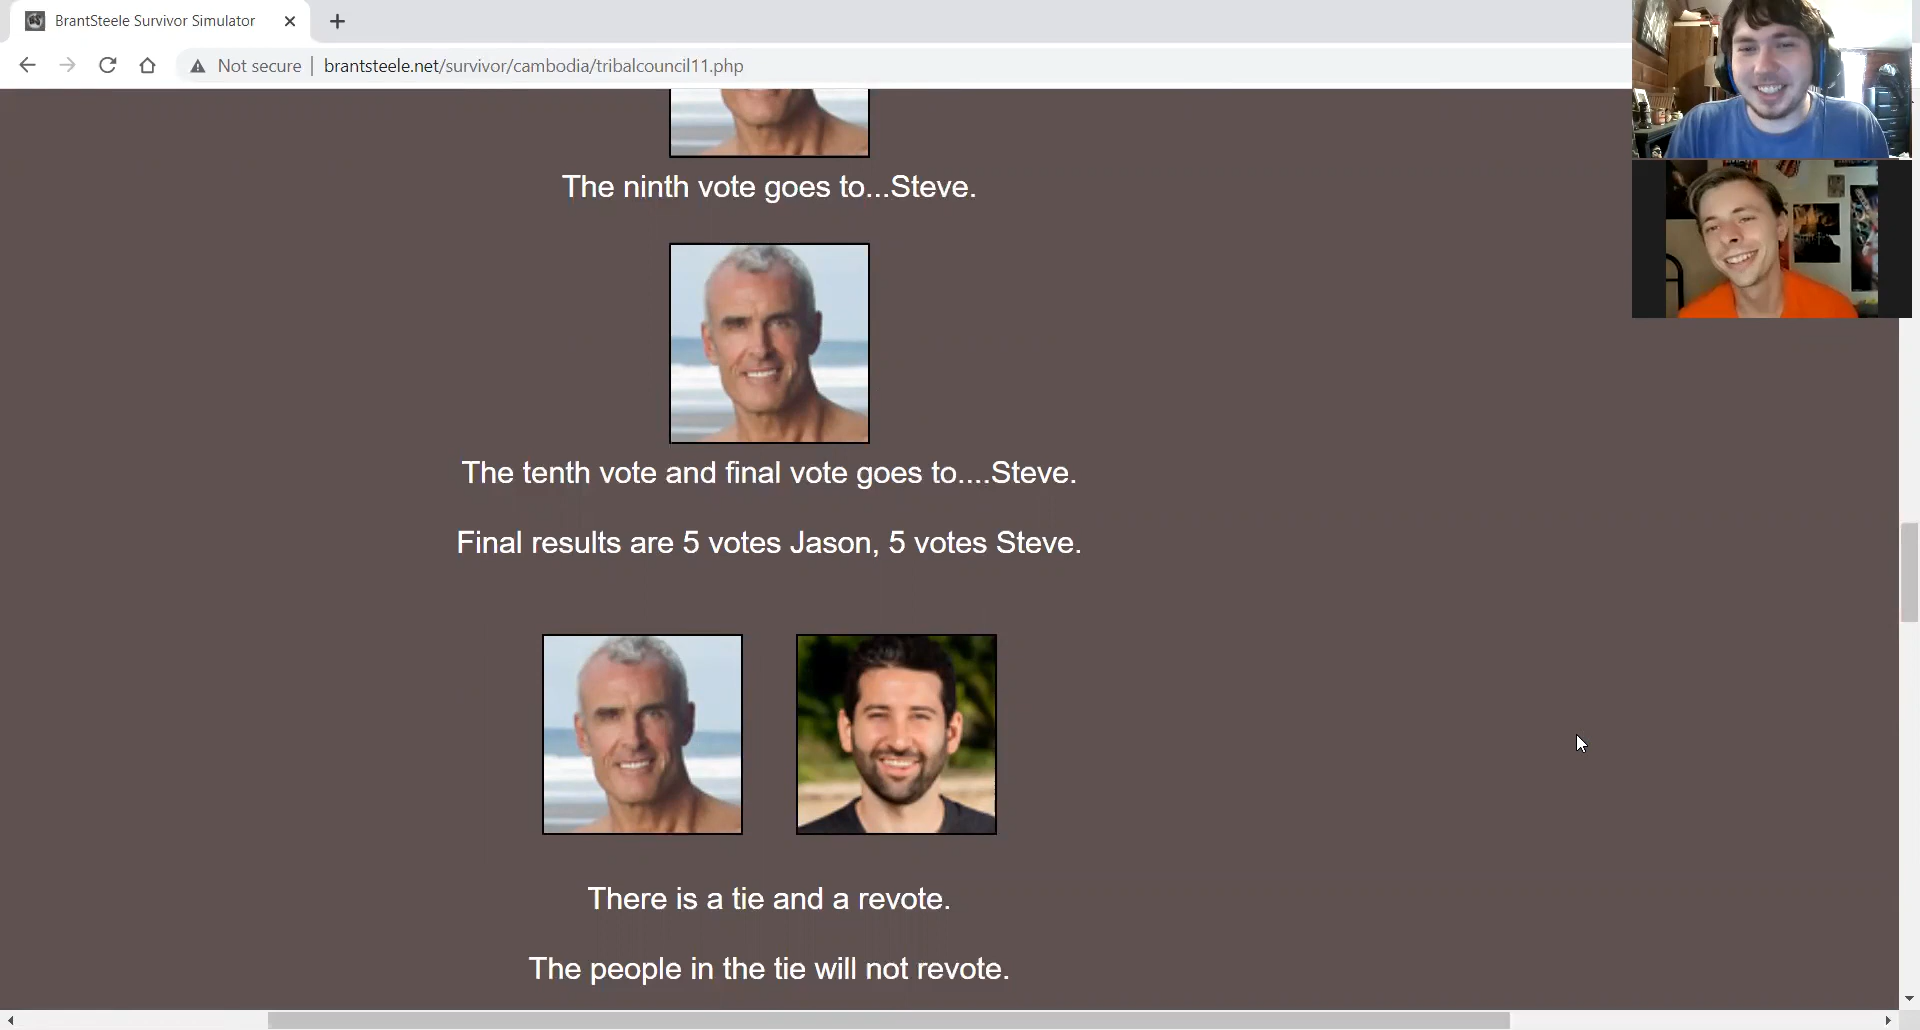 BrantSteele Survivor Simulator
Not secure | brantsteele.net/survivor/cambodia/tribalcouncil11.php
The ninth vote goes to...Steve.
The tenth vote and final vote goes to....Steve.
Final results are 5 votes Jason, 5 votes Steve.
There is a tie and a revote.
The people in the tie will not revote.